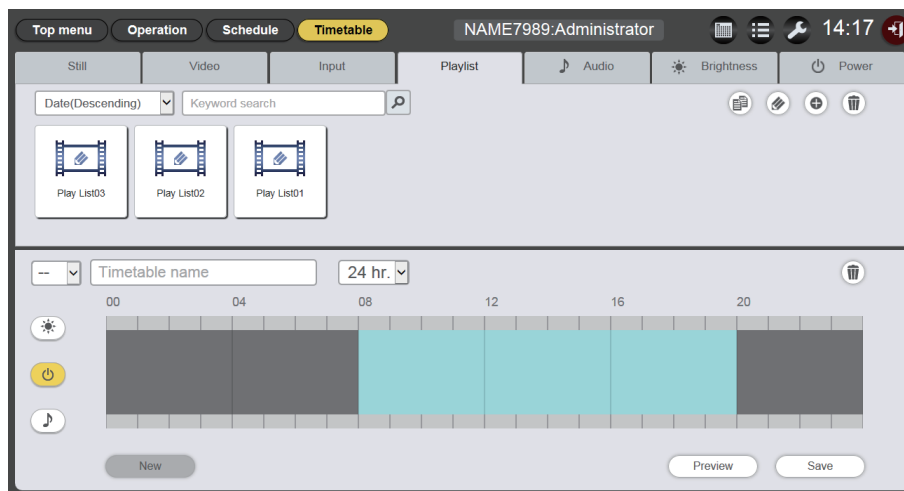 Top menu Operation Schedule Timetable NAME7989:Administrator 14:17
Still Video Input Playlist Audio Brightness Power
Date(Descending) Keyword search
Play List03 Play List02 Play List01
-- Timetable name 24 hr.
00 04 08 12 16 20
New Preview Save